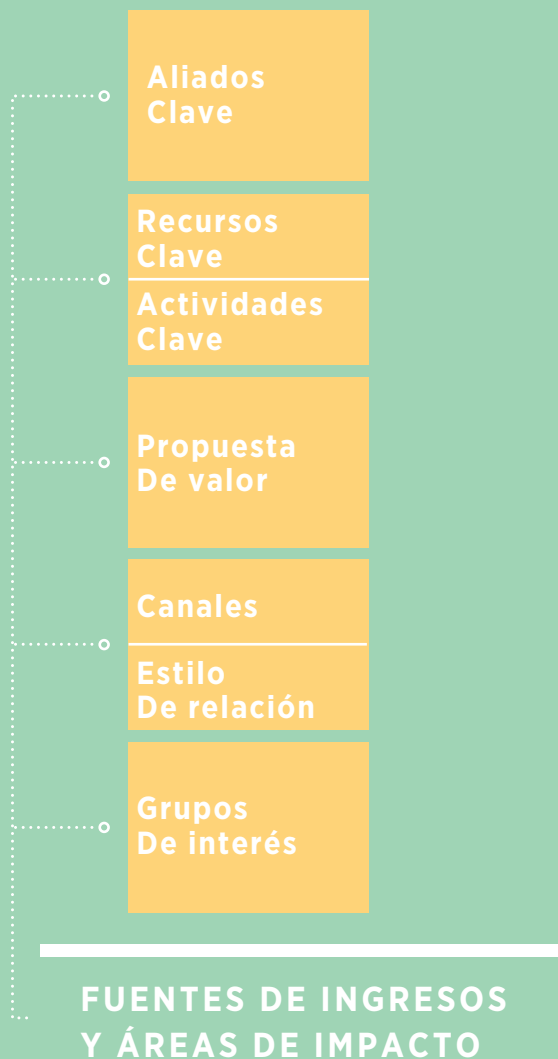 Aliados
Clave
Recursos
Clave
Actividades
Clave
Propuesta
De valor
Canales
Estilo
De relación
Grupos
De interés
FUENTES DE INGRESOS
Y ÁREAS DE IMPACTO